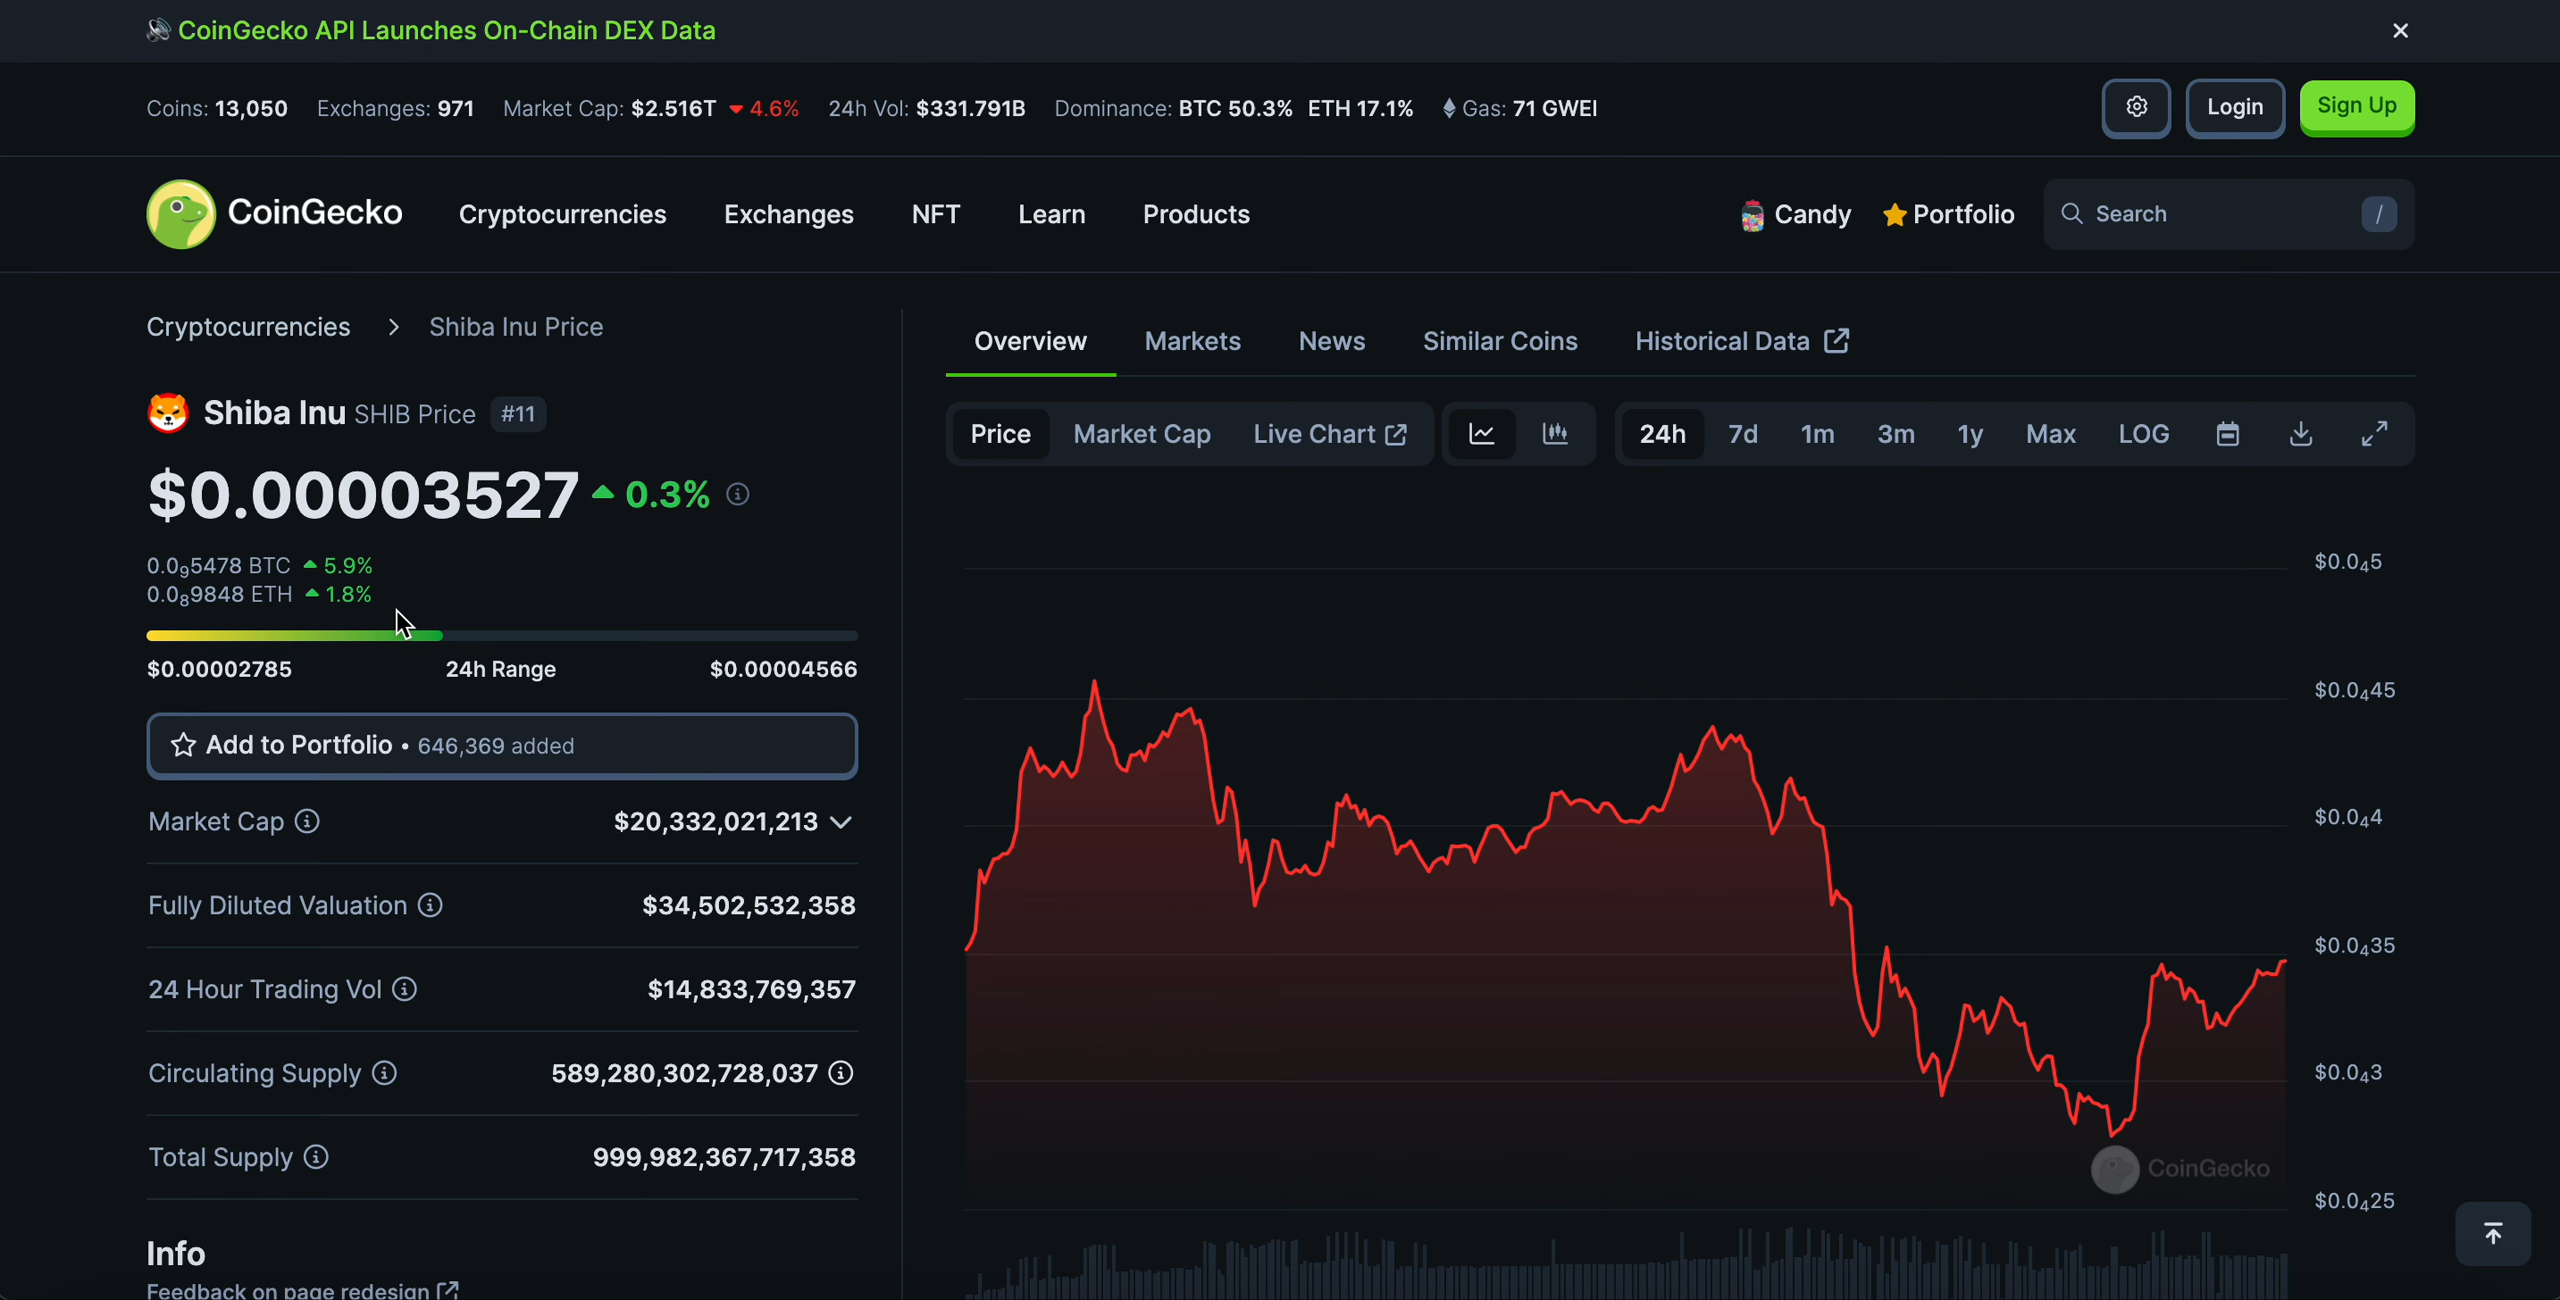 CoinGecko API Launches On-Chain DEX Data
Coins: 13,050 Exchanges: 971 Market Cap: $2.516T 4.6% 24h Vol: $331.791B Dominance: BTC 50.3% ETH 17.1% Gas: 71 GWEI
Login
Sign Up
CoinGecko
Cryptocurrencies Exchanges NFT Learn Products
Candy Portfolio
Search /
Cryptocurrencies > Shiba Inu Price
Shiba Inu SHIB Price #11
$0.00003527 0.3%
0.0₉5478 BTC 5.9%
0.0₈9848 ETH 1.8%
$0.00002785 24h Range $0.00004566
Add to Portfolio • 646,369 added
Market Cap $20,332,021,213
Fully Diluted Valuation $34,502,532,358
24 Hour Trading Vol $14,833,769,357
Circulating Supply 589,280,302,728,037
Total Supply 999,982,367,717,358
Info
Feedback on page redesign
Overview Markets News Similar Coins Historical Data
Price Market Cap Live Chart
24h 7d 1m 3m 1y Max LOG
$0.0₄5
$0.0₄45
$0.0₄4
$0.0₄35
$0.0₄3
$0.0₄25
CoinGecko